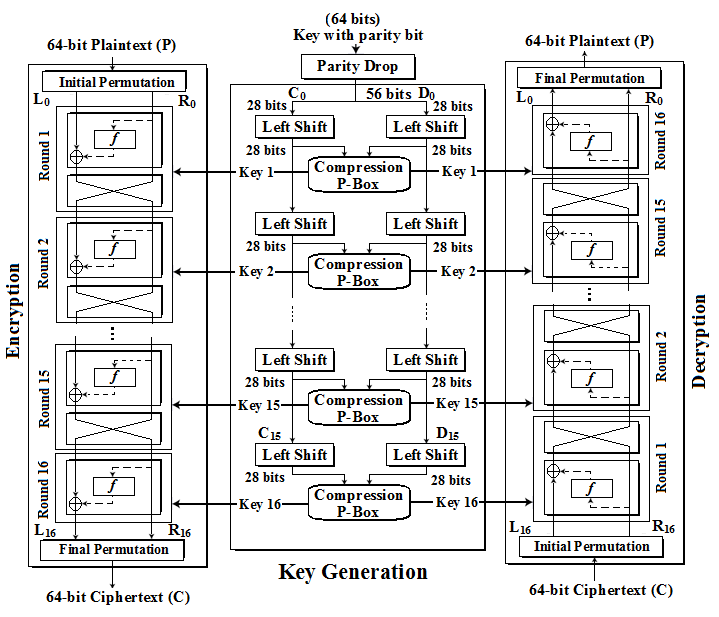 (64 bits)
Key with parity bit
64-bit Plaintext (P)
64-bit Plaintext (P)
Parity Drop
Initial Permutation
Final Permutation
C0
56 bits
D0
L0
R0
L0
R0
28 bits
28 bits
Round 1
f
Left Shift
Left Shift
f
Round 16
28 bits
28 bits
Key 1
Compression
P-Box
Key 1
Round 2
f
Left Shift
Left Shift
f
Round 15
28 bits
28 bits
Key 2
Compression
P-Box
Key 2
Encryption
Decryption
Round 15
f
Left Shift
Left Shift
f
Round 2
28 bits
28 bits
Key 15
Compression
P-Box
Key 15
C15
D15
Round 16
f
Left Shift
Left Shift
f
Round 1
28 bits
28 bits
Key 16
Compression
P-Box
Key 16
L16
R16
L16
R16
Final Permutation
Initial Permutation
Key Generation
64-bit Ciphertext (C)
64-bit Ciphertext (C)